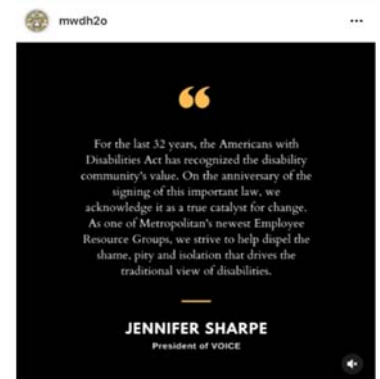 mwdh2o
“
For the last 32 years, the Americans with
Disabilities Act has recognized the disability
community's value. On the anniversary of the
signing of this important law, we
acknowledge it as a true catalyst for change.
As one of Metropolitan's newest Employee
Resource Groups, we strive to help dispel the
shame, pity and isolation that drives the
traditional view of disabilities.
JENNIFER SHARPE
President of VOICE